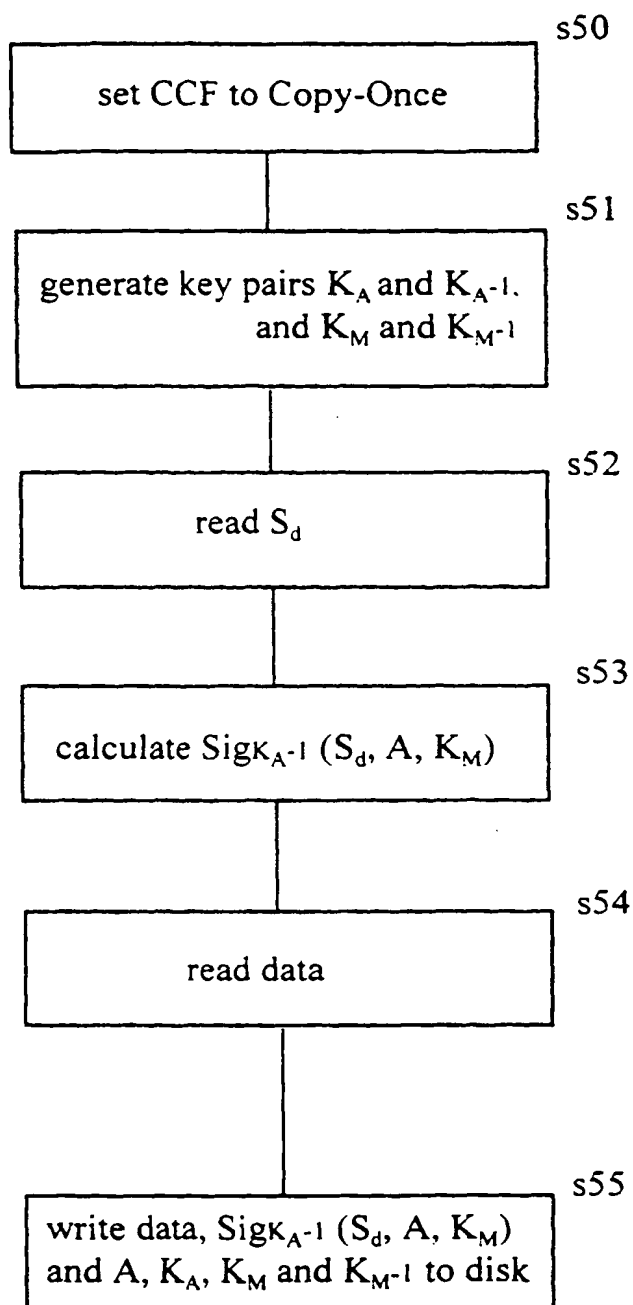 s50
set CCF to Copy-Once
s51
generate key pairs K_A and K_A-1.
and K_M and K_M-1
s52
read S_d
s53
calculate SigK_A-1 (S_d, A, K_M)
s54
read data
s55
write data, SigK_A-1 (S_d, A, K_M)
and A, K_A, K_M and K_M-1 to disk